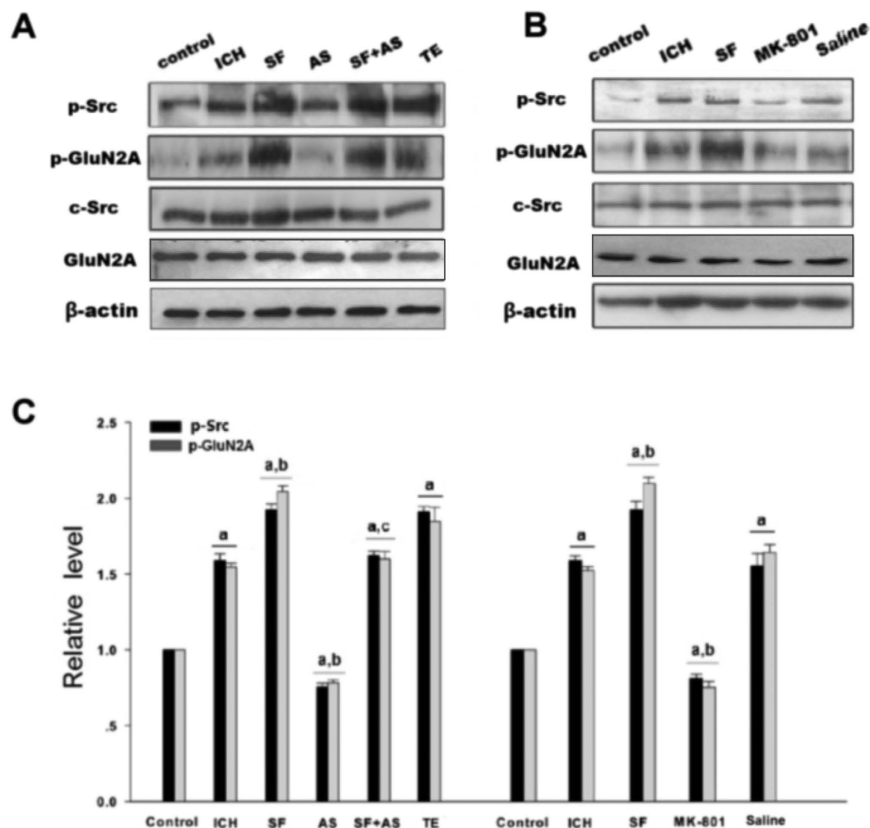 A
control ICH SF AS SF+AS TE
p-Src
p-GluN2A
c-Src
GluN2A
β-actin
B
control ICH SF MK-801 Saline
p-Src
p-GluN2A
c-Src
GluN2A
β-actin
C
p-Src
p-GluN2A
Relative level
2.5
2.0
1.5
1.0
.5
0.0
a
a,b
a,b
a,c
a
a
a,b
a,b
a
Control ICH SF AS SF+AS TE Control ICH SF MK-801 Saline